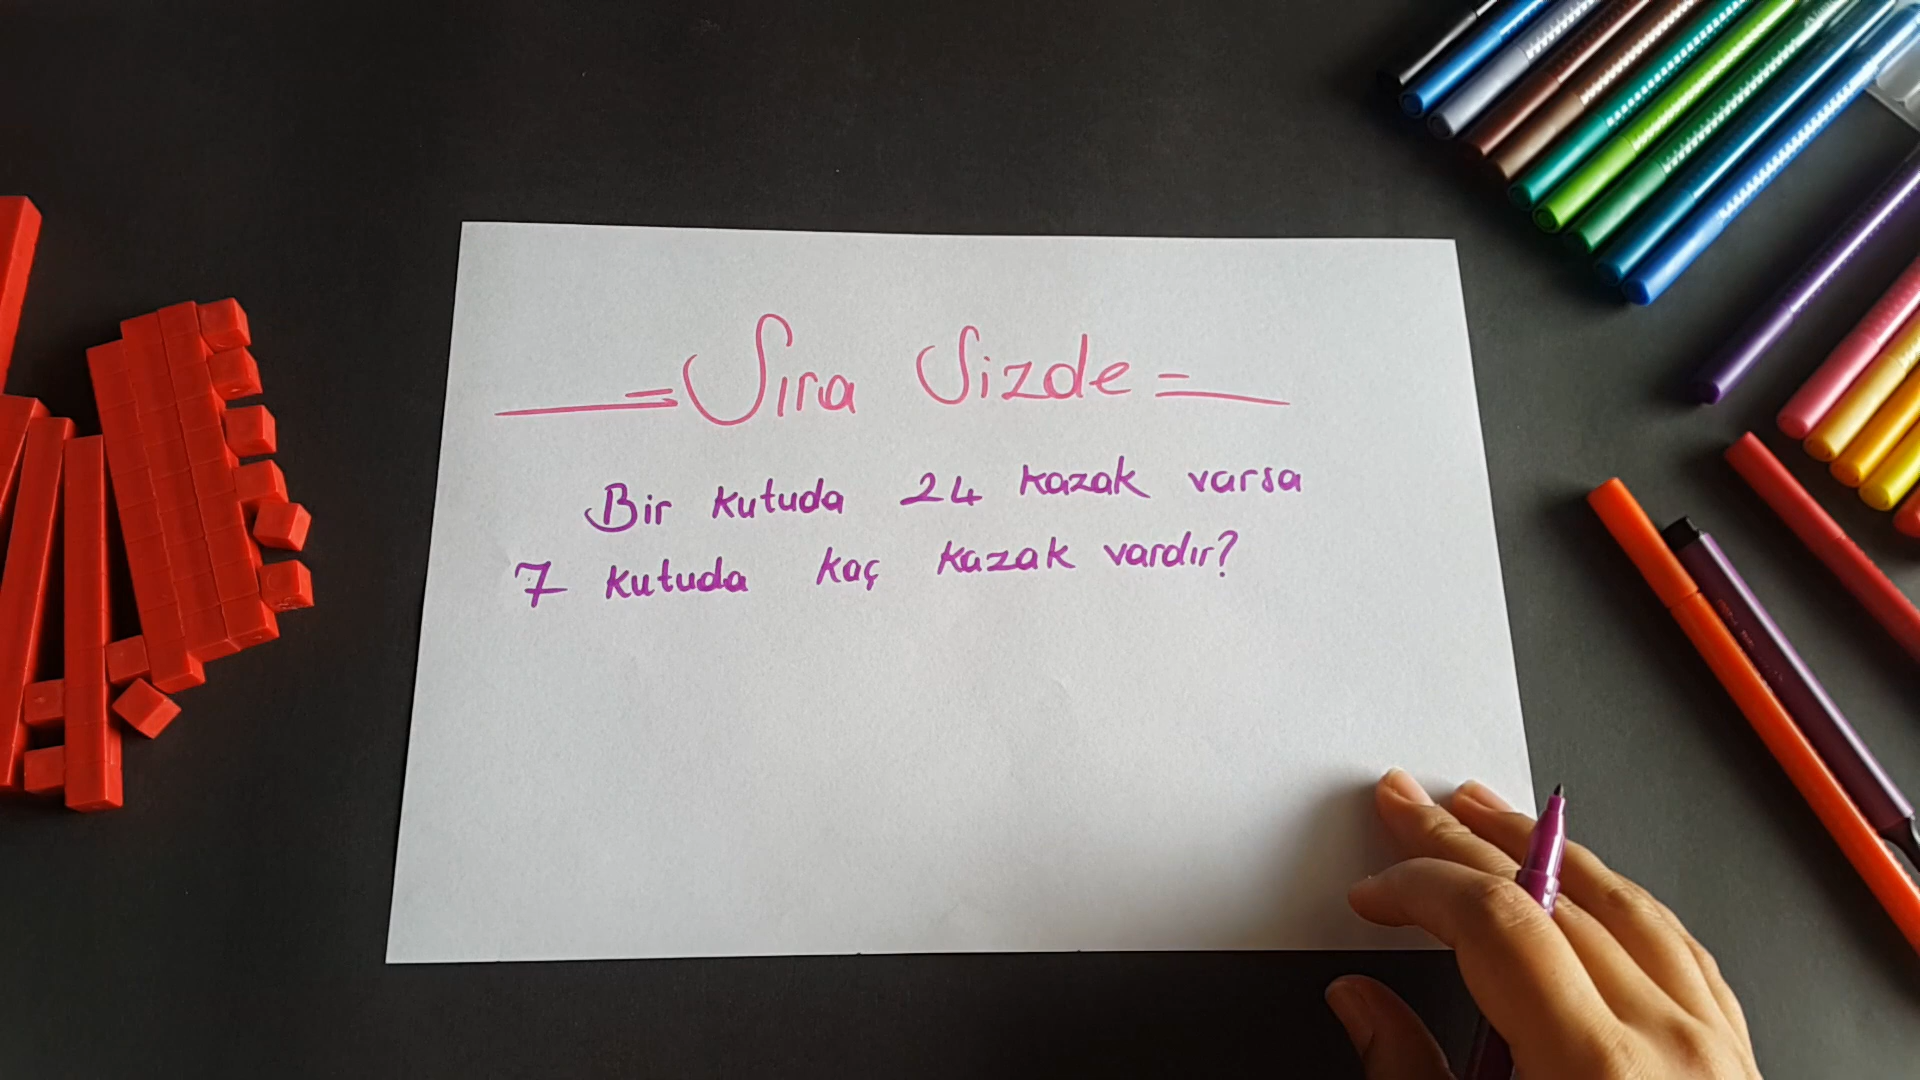 Sıra Sizde
Bir kutuda 24 kazak varsa
7 kutuda kaç kazak vardır?